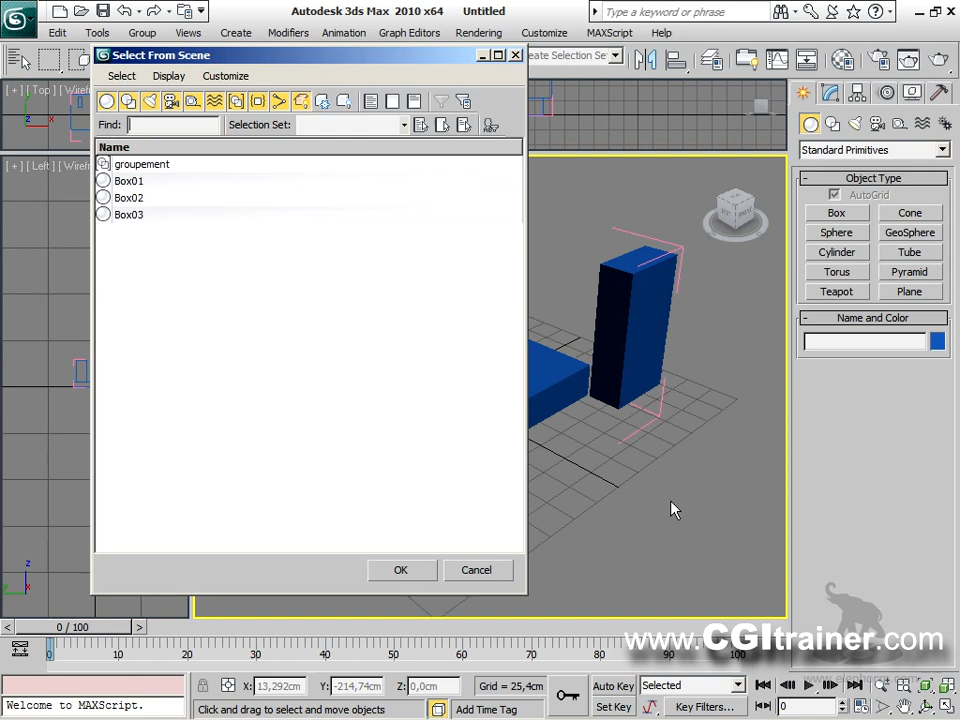 Autodesk 3ds Max 2010 x64 Untitled
Type a keyword or phrase
Edit Tools Group Views Create Modifiers Animation Graph Editors Rendering Customize MAXScript Help
Select From Scene
Select Display Customize
Find: Selection Set:
Name
groupement
Box01
Box02
Box03
OK Cancel
[ + ] [ Top ]
[ + ] [ Left ]
Standard Primitives
Object Type
AutoGrid
Box Cone
Sphere GeoSphere
Cylinder Tube
Torus Pyramid
Teapot Plane
Name and Color
www.CGItrainer.com
0 / 100
0 10 20 30 40 50 60 70 80 90 100
X: 13,292cm Y: -214,74cm Z: 0,0cm Grid = 25,4cm
Auto Key Selected
Welcome to MAXScript.
Click and drag to select and move objects
Add Time Tag
Set Key Key Filters... 0